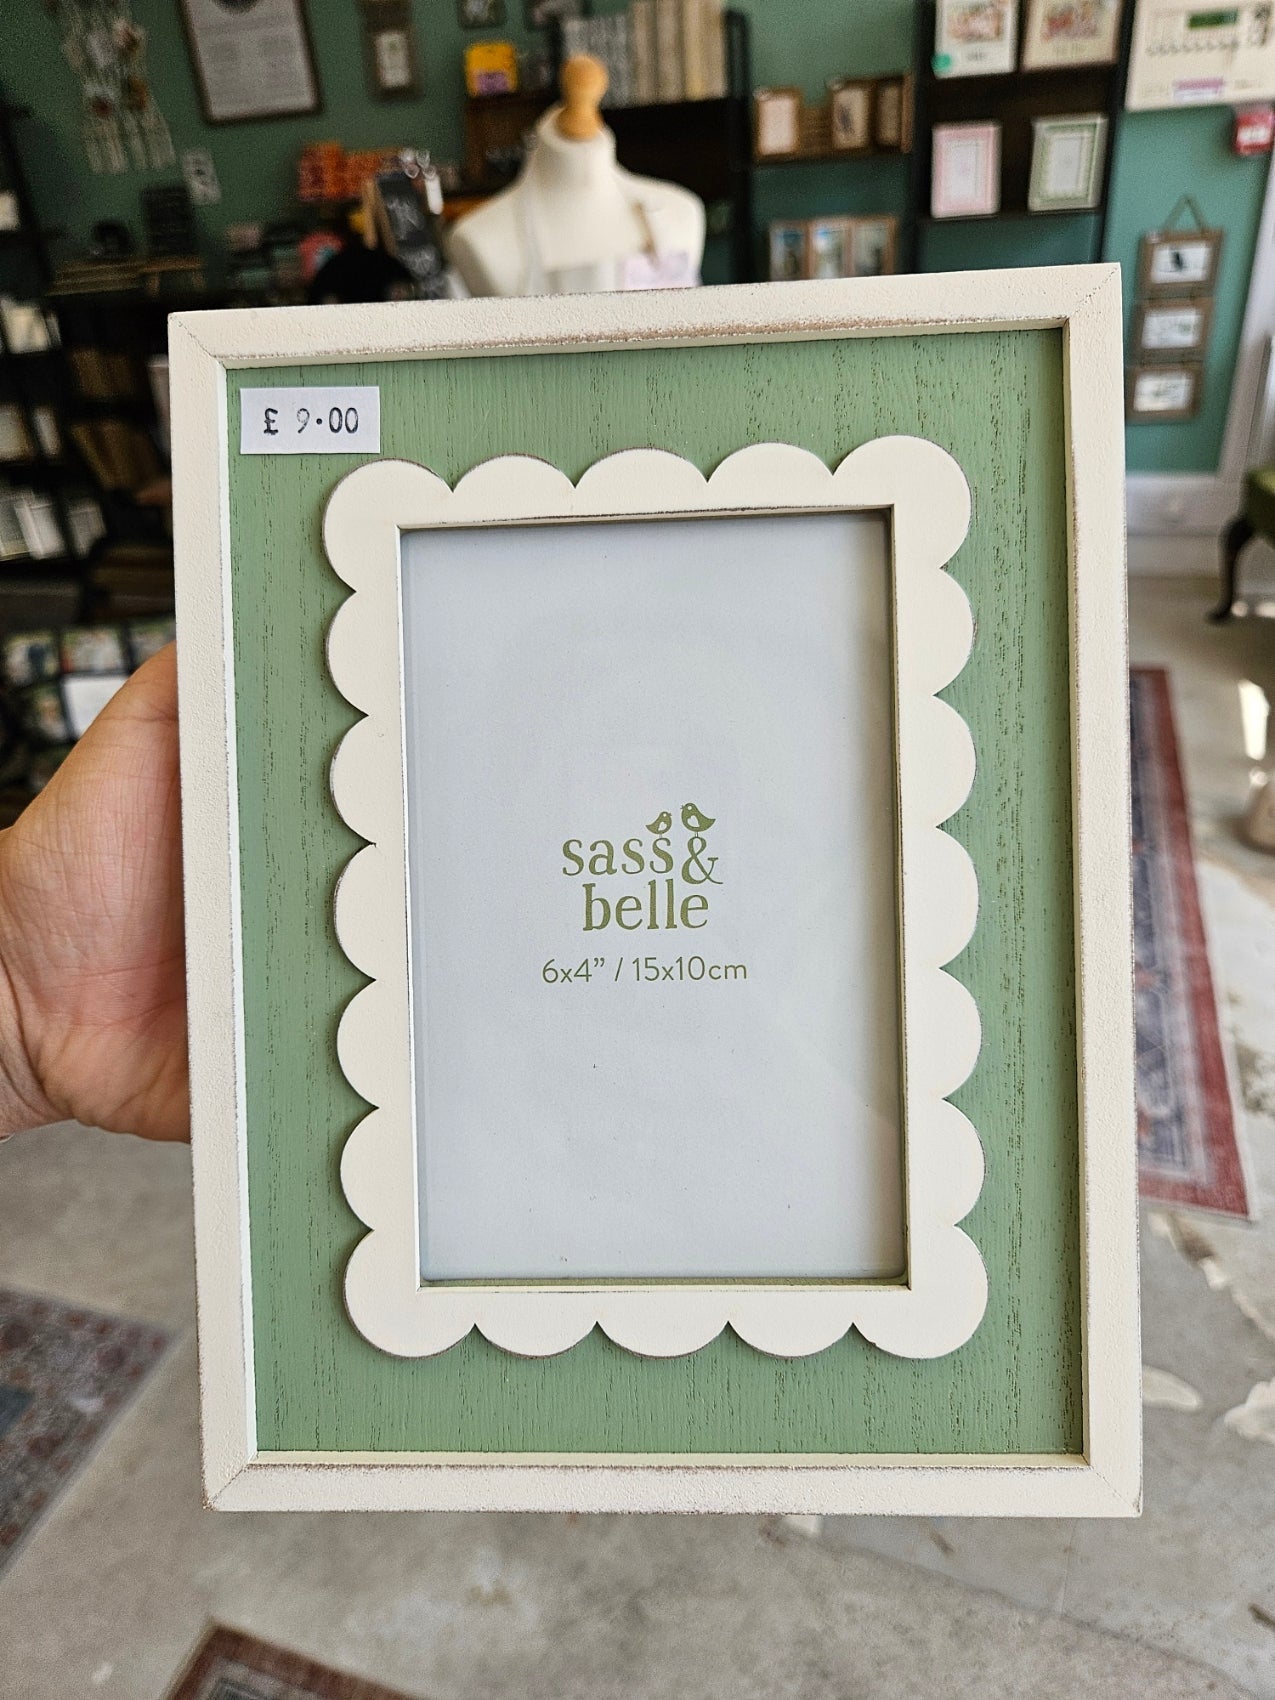 £ 9.00
sass &
belle
6x4” / 15x10cm